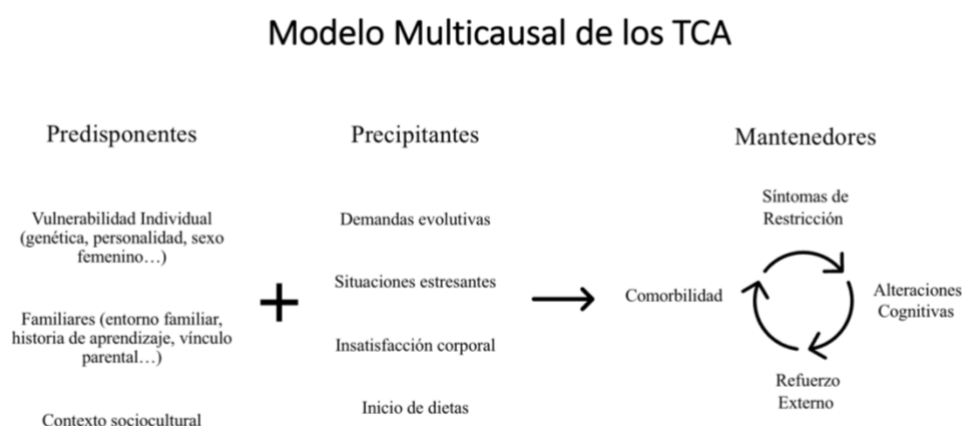 Modelo Multicausal de los TCA
Predisponentes
Vulnerabilidad Individual
(genética, personalidad, sexo
femenino…)
Familiares (entorno familiar,
historia de aprendizaje, vínculo
parental…)
Contexto sociocultural
+
Precipitantes
Demandas evolutivas
Situaciones estresantes
Insatisfacción corporal
Inicio de dietas
Mantenedores
Síntomas de
Restricción
Alteraciones
Cognitivas
Refuerzo
Externo
Comorbilidad